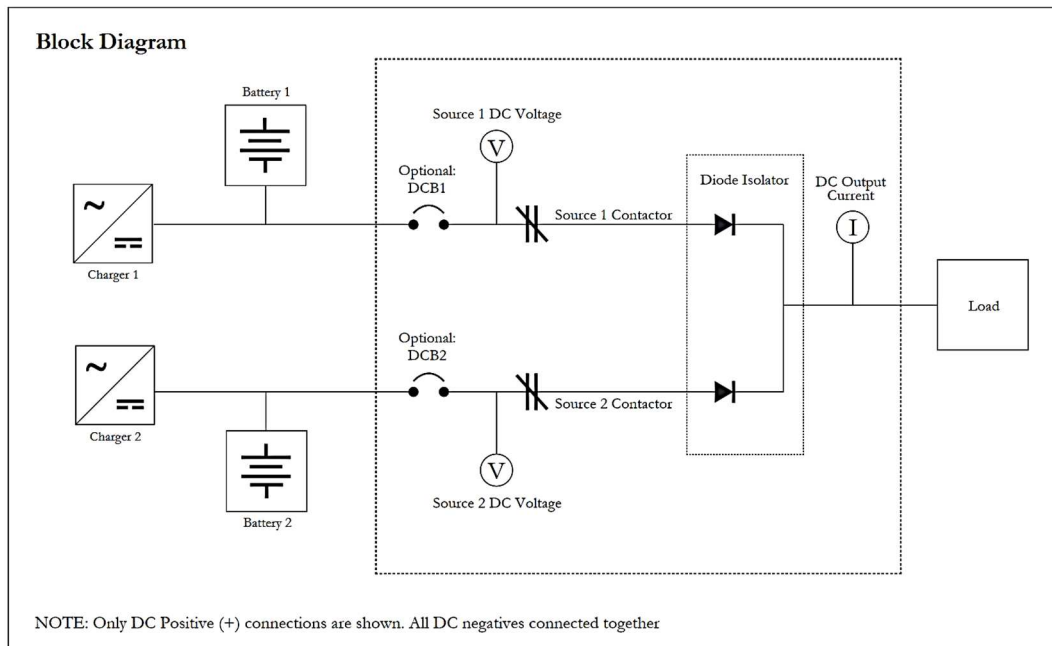 Block Diagram
Battery 1
Source 1 DC Voltage
V
Optional:
DCB1
Diode Isolator
DC Output
Current
Source 1 Contactor
I
~
Charger 1
Load
Optional:
DCB2
~
Source 2 Contactor
Charger 2
V
Source 2 DC Voltage
Battery 2
NOTE: Only DC Positive (+) connections are shown. All DC negatives connected together